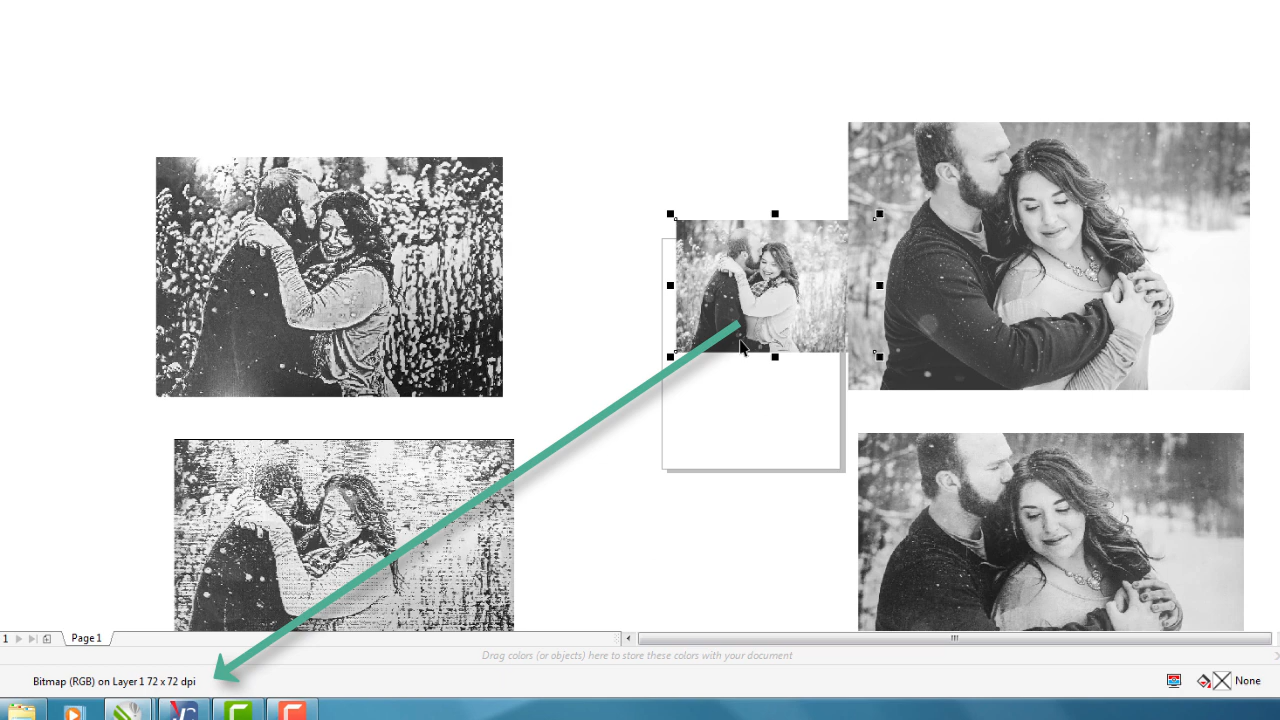 1
Page 1
Drag colors (or objects) here to store these colors with your document
Bitmap (RGB) on Layer 1 72 x 72 dpi
None